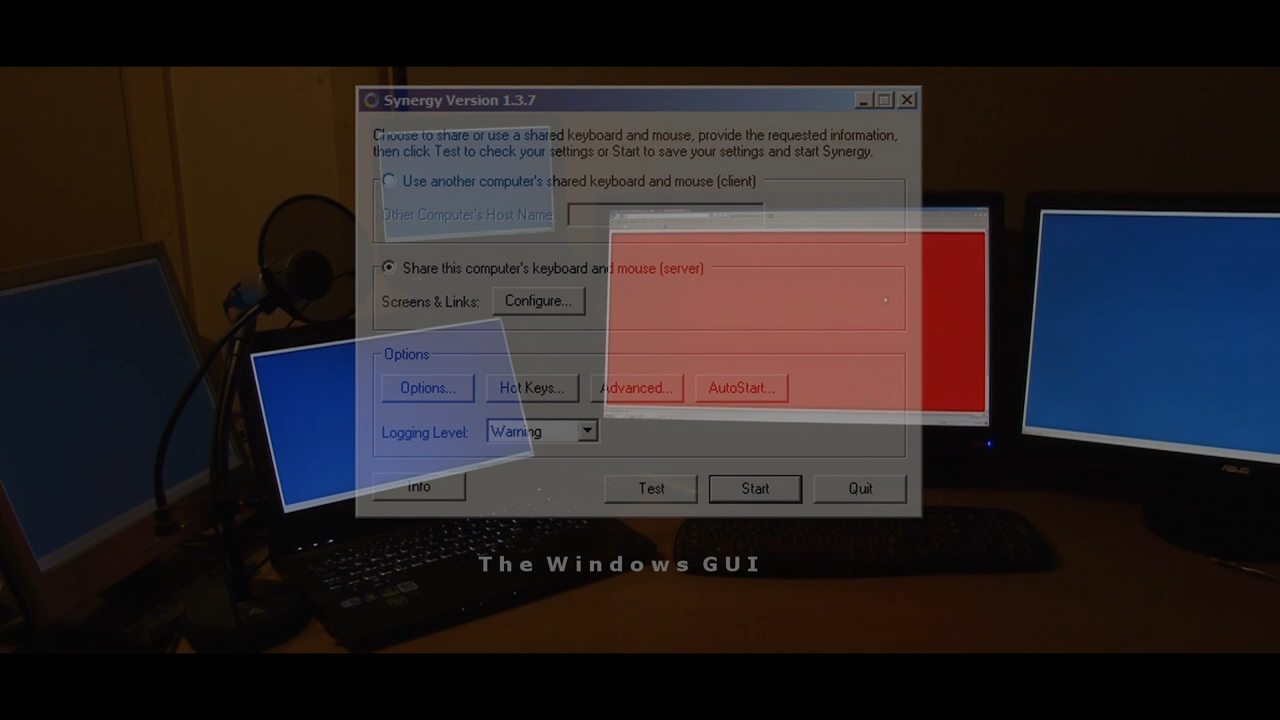 Synergy Version 1.3.7
Choose to share or use a shared keyboard and mouse, provide the requested information,
then click Test to check your settings or Start to save your settings and start Synergy.
Use another computer's shared keyboard and mouse (client)
Other Computer's Host Name:
Share this computer's keyboard and mouse (server)
Screens & Links: Configure...
Options
Options... Hot Keys... Advanced... AutoStart...
Logging Level: Warning
Info Test Start Quit
ASUS
The Windows GUI